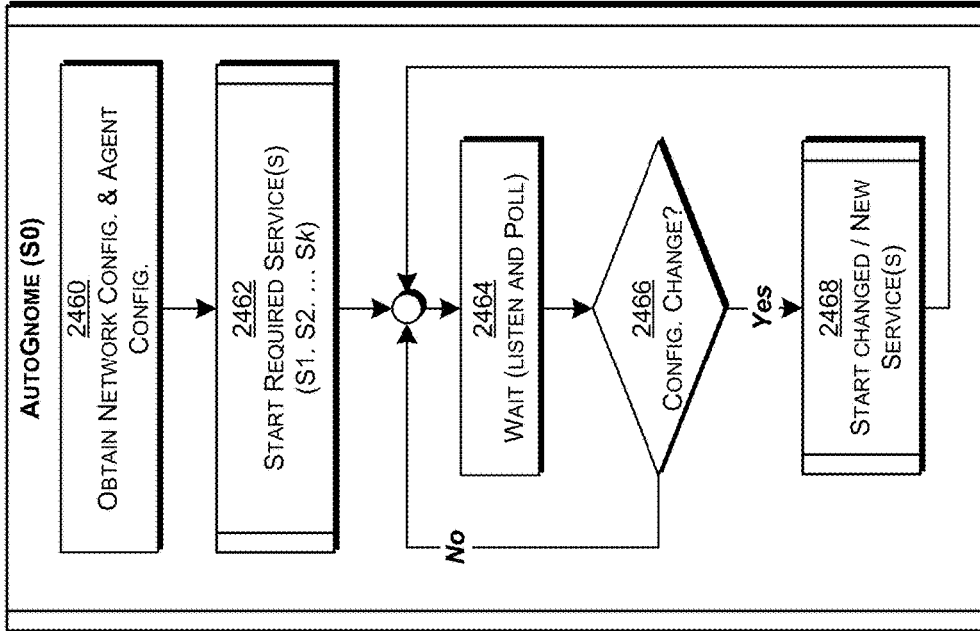 AUTOGNOME (S0)
2460
OBTAIN NETWORK CONFIG. & AGENT
CONFIG.
2462
START REQUIRED SERVICE(S)
(S1. S2. ... Sk)
2464
WAIT (LISTEN AND POLL)
2466
CONFIG. CHANGE?
No
Yes
2468
START CHANGED / NEW
SERVICE(S)